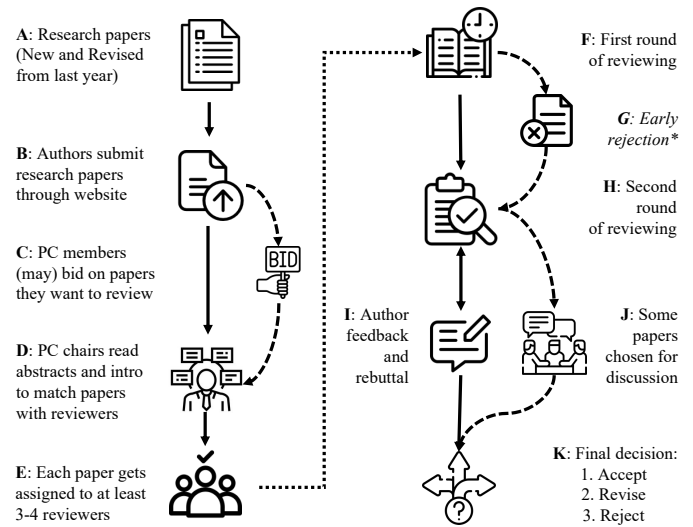 A: Research papers
(New and Revised
from last year)
B: Authors submit
research papers
through website
C: PC members
(may) bid on papers
they want to review
BID
D: PC chairs read
abstracts and intro
to match papers
with reviewers
E: Each paper gets
assigned to at least
3-4 reviewers
F: First round
of reviewing
G: Early
rejection*
H: Second
round
of reviewing
I: Author
feedback
and
rebuttal
J: Some
papers
chosen for
discussion
K: Final decision:
1. Accept
2. Revise
3. Reject
?